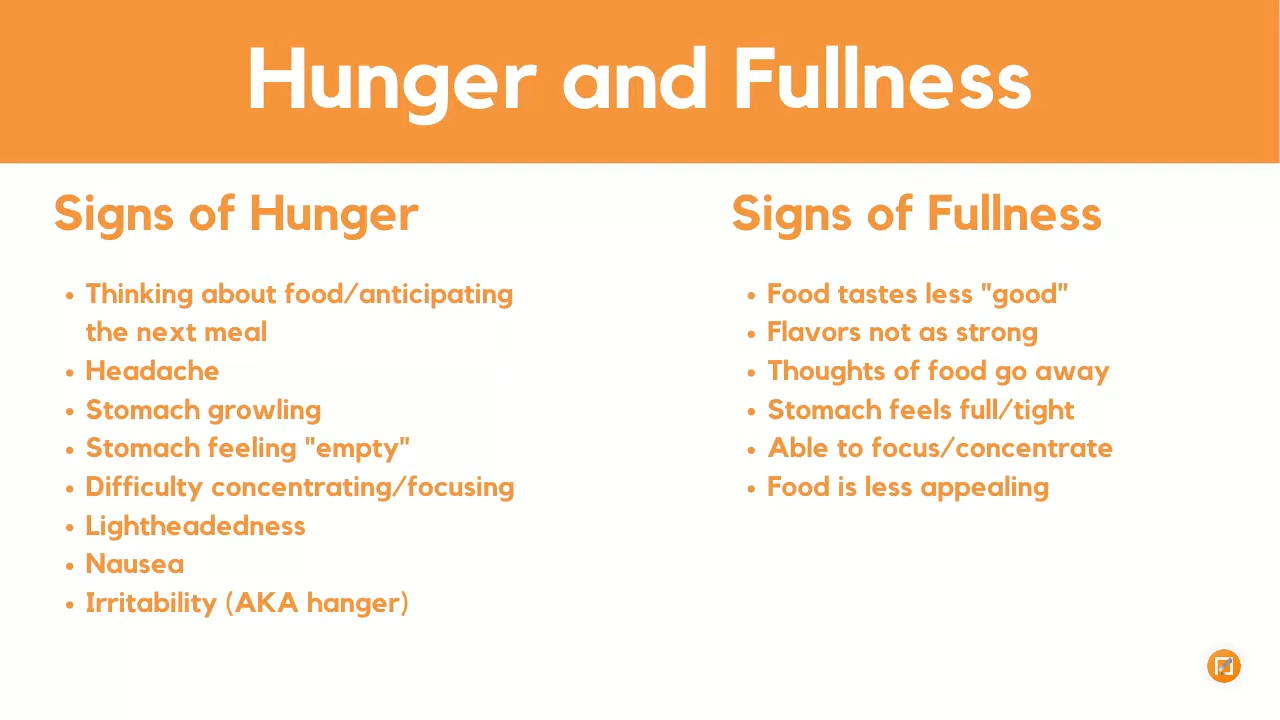 Hunger and Fullness
Signs of Hunger
• Thinking about food/anticipating
the next meal
• Headache
• Stomach growling
• Stomach feeling "empty"
• Difficulty concentrating/focusing
• Lightheadedness
• Nausea
• Irritability (AKA hanger)
Signs of Fullness
• Food tastes less "good"
• Flavors not as strong
• Thoughts of food go away
• Stomach feels full/tight
• Able to focus/concentrate
• Food is less appealing